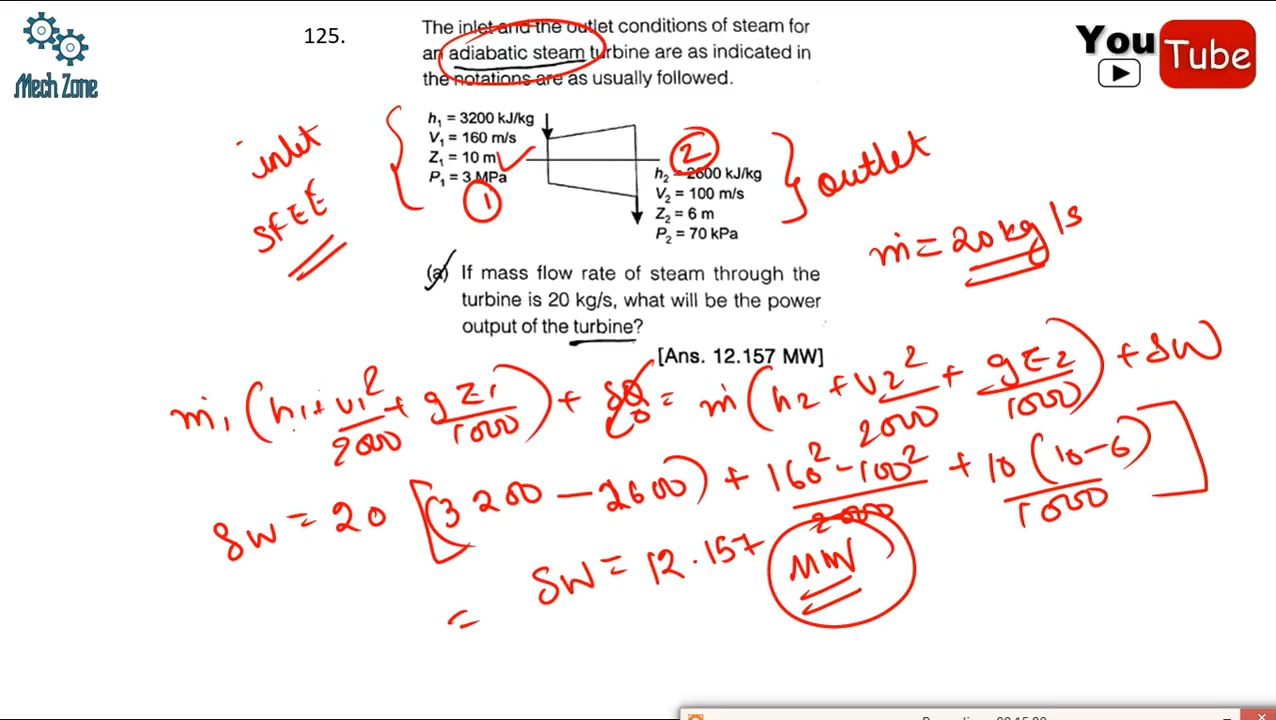 125.
The inlet and the outlet conditions of steam for
an adiabatic steam turbine are as indicated in
the notations are as usually followed.
You Tube
Mech Zone
h₁ = 3200 kJ/kg
V₁ = 160 m/s
Z₁ = 10 m
P₁ = 3 MPa
1
inlet
SFEE
2
h₂ = 2600 kJ/kg
V₂ = 100 m/s
Z₂ = 6 m
P₂ = 70 kPa
outlet
ṁ = 20 kg/s
(a) If mass flow rate of steam through the
turbine is 20 kg/s, what will be the power
output of the turbine?
[Ans. 12.157 MW]
ṁ₁ (h₁ + V₁²/2000 + gZ₁/1000) + δQ = ṁ (h₂ + V₂²/2000 + gZ₂/1000) + δW
δW = 20 [(3200 – 2600) + 160² – 100²/2000 + 10 (10–6)/1000]
= δW = 12.157 MW